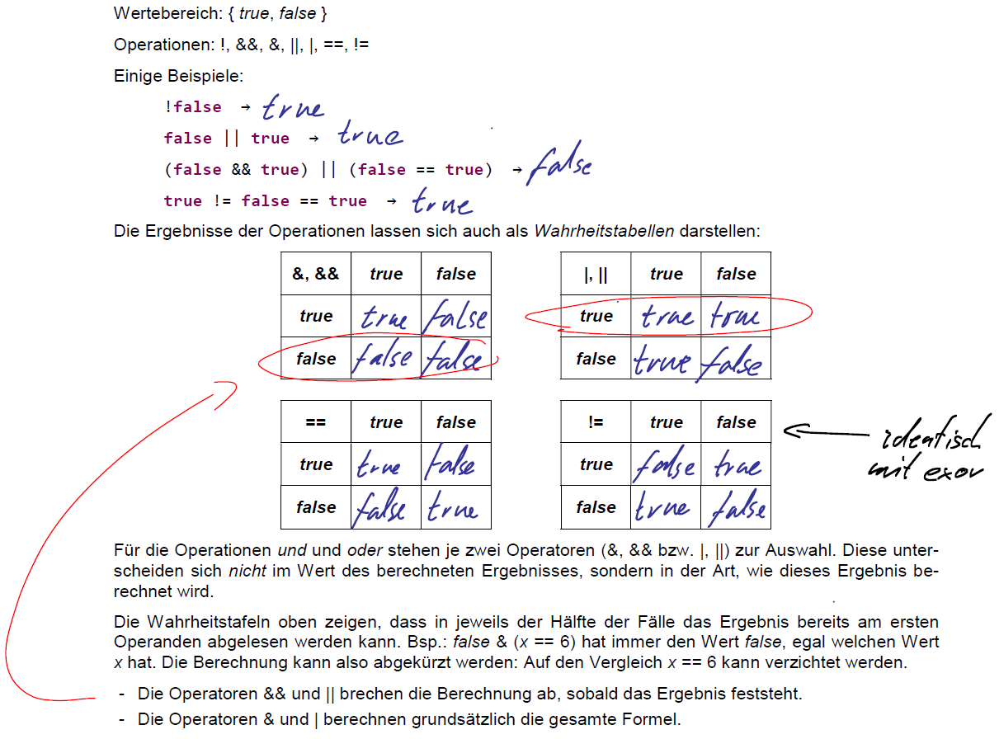 Wertebereich: { true, false }
Operationen: !, &&, &, ||, |, ==, !=
Einige Beispiele:
!false → true
false || true → true
(false && true) || (false == true) → false
true != false == true → true
Die Ergebnisse der Operationen lassen sich auch als Wahrheitstabellen darstellen:
&, && true false |, || true false
true true false true true true
false false false false true false
== true false != true false
true true false true false true
false false true false true false
identisch
mit exor
Für die Operationen und und oder stehen je zwei Operatoren (&, && bzw. |, ||) zur Auswahl. Diese unter-
scheiden sich nicht im Wert des berechneten Ergebnisses, sondern in der Art, wie dieses Ergebnis be-
rechnet wird.
Die Wahrheitstafeln oben zeigen, dass in jeweils der Hälfte der Fälle das Ergebnis bereits am ersten
Operanden abgelesen werden kann. Bsp.: false & (x == 6) hat immer den Wert false, egal welchen Wert
x hat. Die Berechnung kann also abgekürzt werden: Auf den Vergleich x == 6 kann verzichtet werden.
- Die Operatoren && und || brechen die Berechnung ab, sobald das Ergebnis feststeht.
- Die Operatoren & und | berechnen grundsätzlich die gesamte Formel.